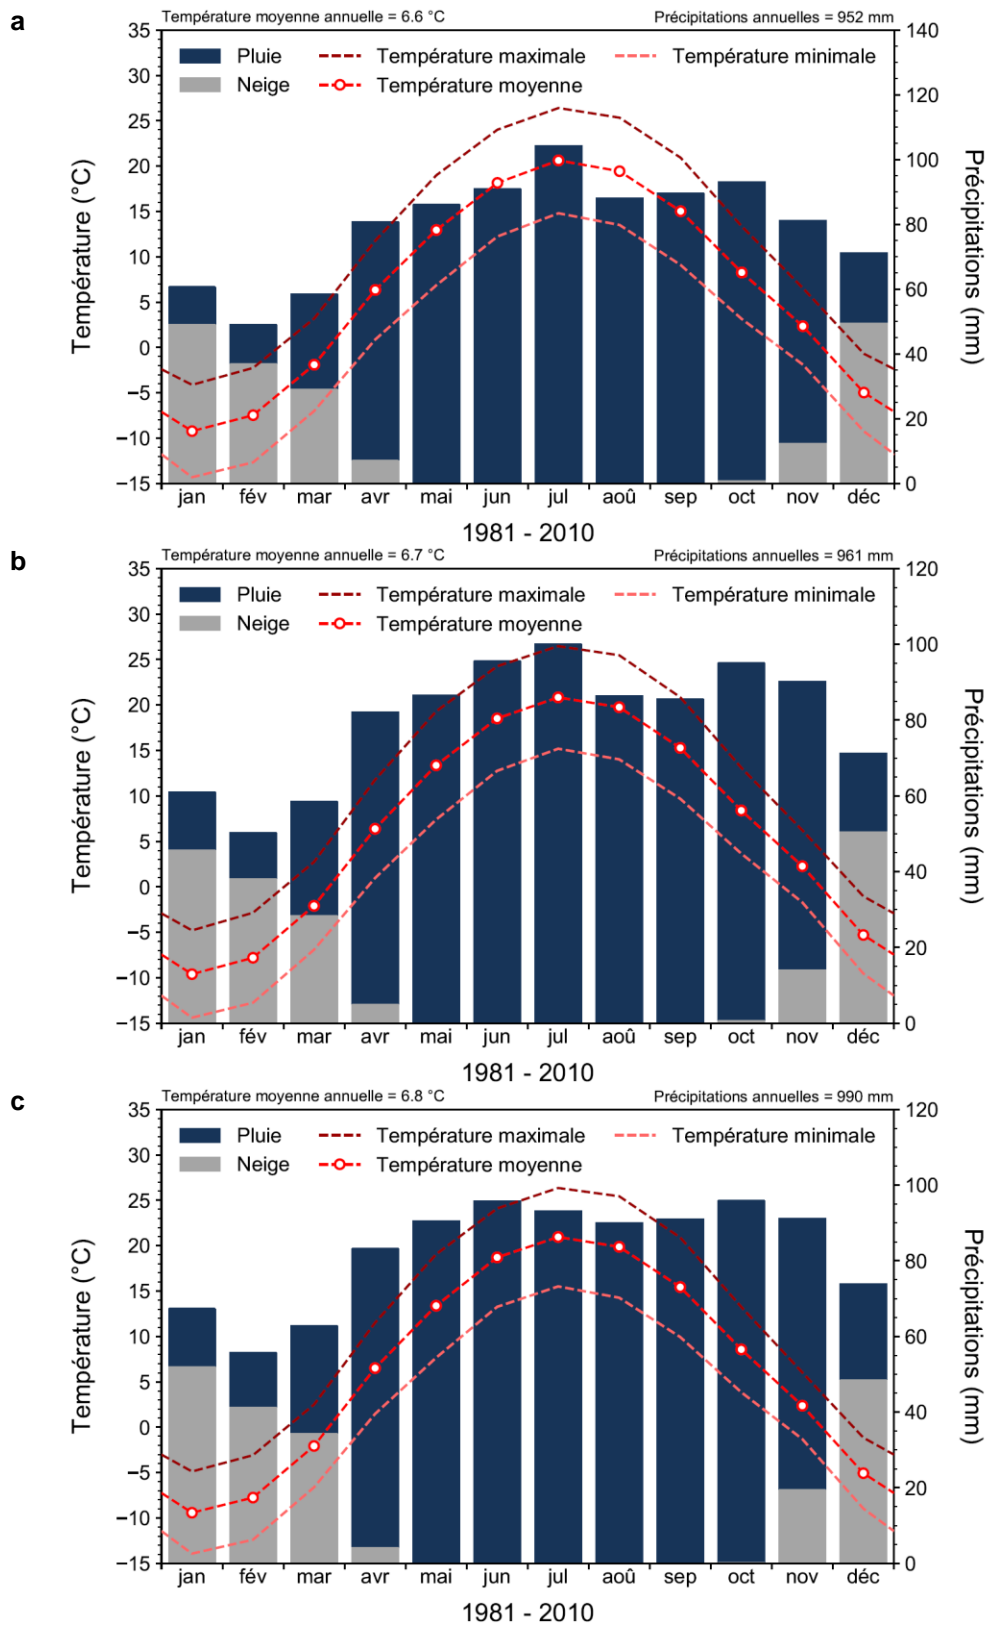 a
Température moyenne annuelle = 6.6 °C Précipitations annuelles = 952 mm
Pluie Température maximale Température minimale
Neige Température moyenne
Température (°C)
35
30
25
20
15
10
5
0
−5
−10
−15
140
120
100
80
60
40
20
0
Précipitations (mm)
jan fév mar avr mai jun jul aoû sep oct nov déc
1981 - 2010
b
Température moyenne annuelle = 6.7 °C Précipitations annuelles = 961 mm
Pluie Température maximale Température minimale
Neige Température moyenne
Température (°C)
35
30
25
20
15
10
5
0
−5
−10
−15
120
100
80
60
40
20
0
Précipitations (mm)
jan fév mar avr mai jun jul aoû sep oct nov déc
1981 - 2010
c
Température moyenne annuelle = 6.8 °C Précipitations annuelles = 990 mm
Pluie Température maximale Température minimale
Neige Température moyenne
Température (°C)
35
30
25
20
15
10
5
0
−5
−10
−15
120
100
80
60
40
20
0
Précipitations (mm)
jan fév mar avr mai jun jul aoû sep oct nov déc
1981 - 2010